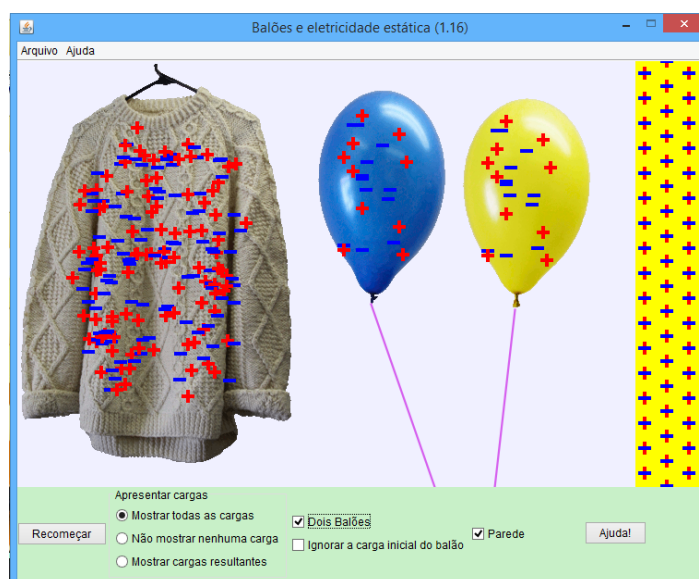 Balões e eletricidade estática (1.16)
Arquivo Ajuda
Apresentar cargas
Mostrar todas as cargas
Não mostrar nenhuma carga
Mostrar cargas resultantes
Recomeçar
Dois Balões
Ignorar a carga inicial do balão
Parede
Ajuda!